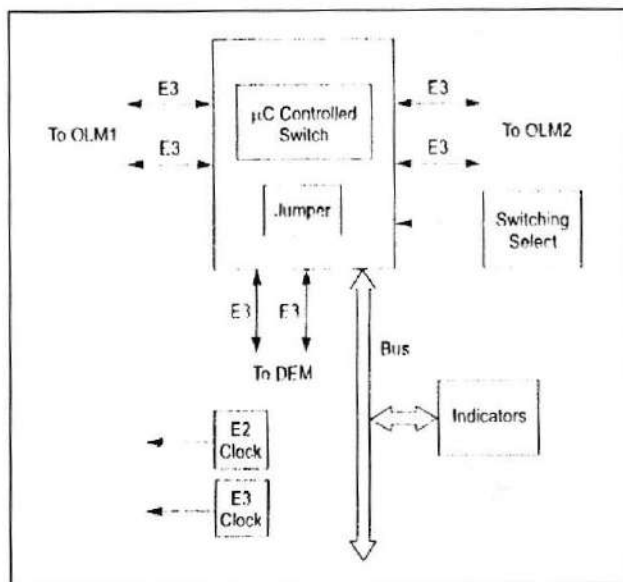 E3
E3
µC Controlled
Switch
To OLM1
To OLM2
E3
E3
Jumper
Switching
Select
E3
E3
Bus
To DEM
E2
Clock
Indicators
E3
Clock